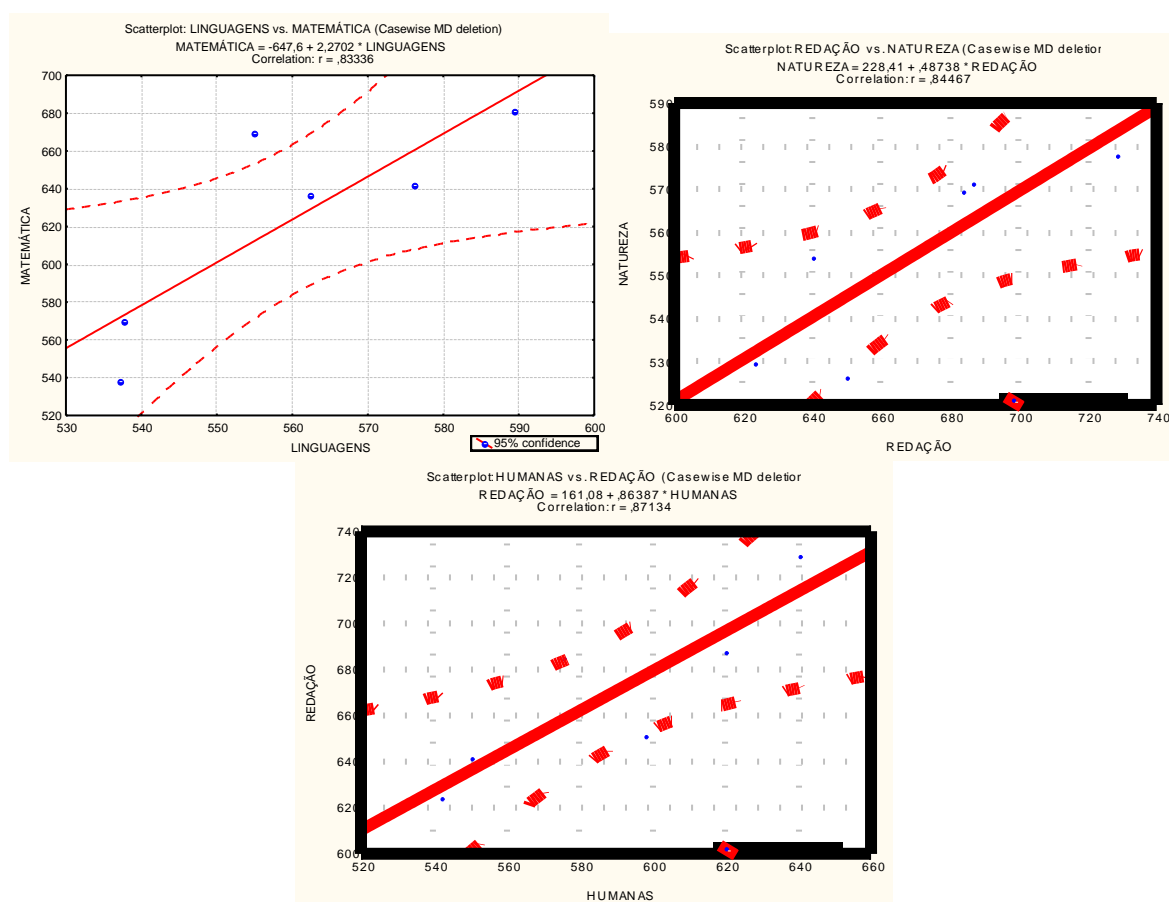 Scatterplot: LINGUAGENS vs. MATEMÁTICA (Casewise MD deletion)
MATEMÁTICA = -647,6 + 2,2702 * LINGUAGENS
Correlation: r = ,83336
700
680
660
640
620
600
580
560
540
520
MATEMÁTICA
530 540 550 560 570 580 590 600
LINGUAGENS
95% confidence
Scatterplot: REDAÇÃO vs. NATUREZA (Casewise MD deletion
NATUREZA = 228,41 + ,48738 * REDAÇÃO
Correlation: r = ,84467
590
580
570
560
550
540
530
520
NATUREZA
600 620 640 660 680 700 720 740
REDAÇÃO
Scatterplot: HUMANAS vs. REDAÇÃO (Casewise MD deletion
REDAÇÃO = 161,08 + ,86387 * HUMANAS
Correlation: r = ,87134
740
720
700
680
660
640
620
600
REDAÇÃO
520 540 560 580 600 620 640 660
HUMANAS